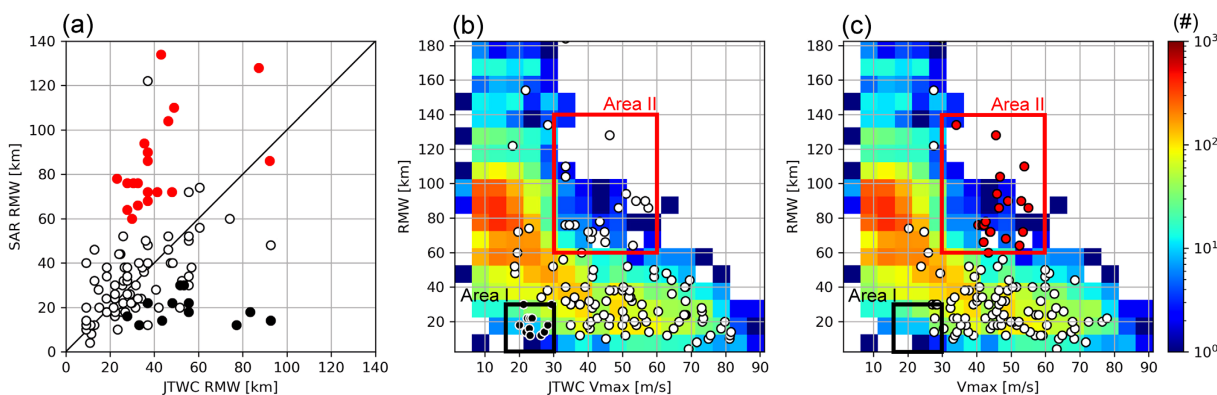 (a)
SAR RMW [km]
140
120
100
80
60
40
20
0
0 20 40 60 80 100 120 140
JTWC RMW [km]
(b)
RMW [km]
180
160
140
120
100
80
60
40
20
Area II
Area I
10 20 30 40 50 60 70 80 90
JTWC Vmax [m/s]
(c)
RMW [km]
180
160
140
120
100
80
60
40
20
Area II
Area I
10 20 30 40 50 60 70 80 90
Vmax [m/s]
(#)
10³
10²
10¹
10⁰